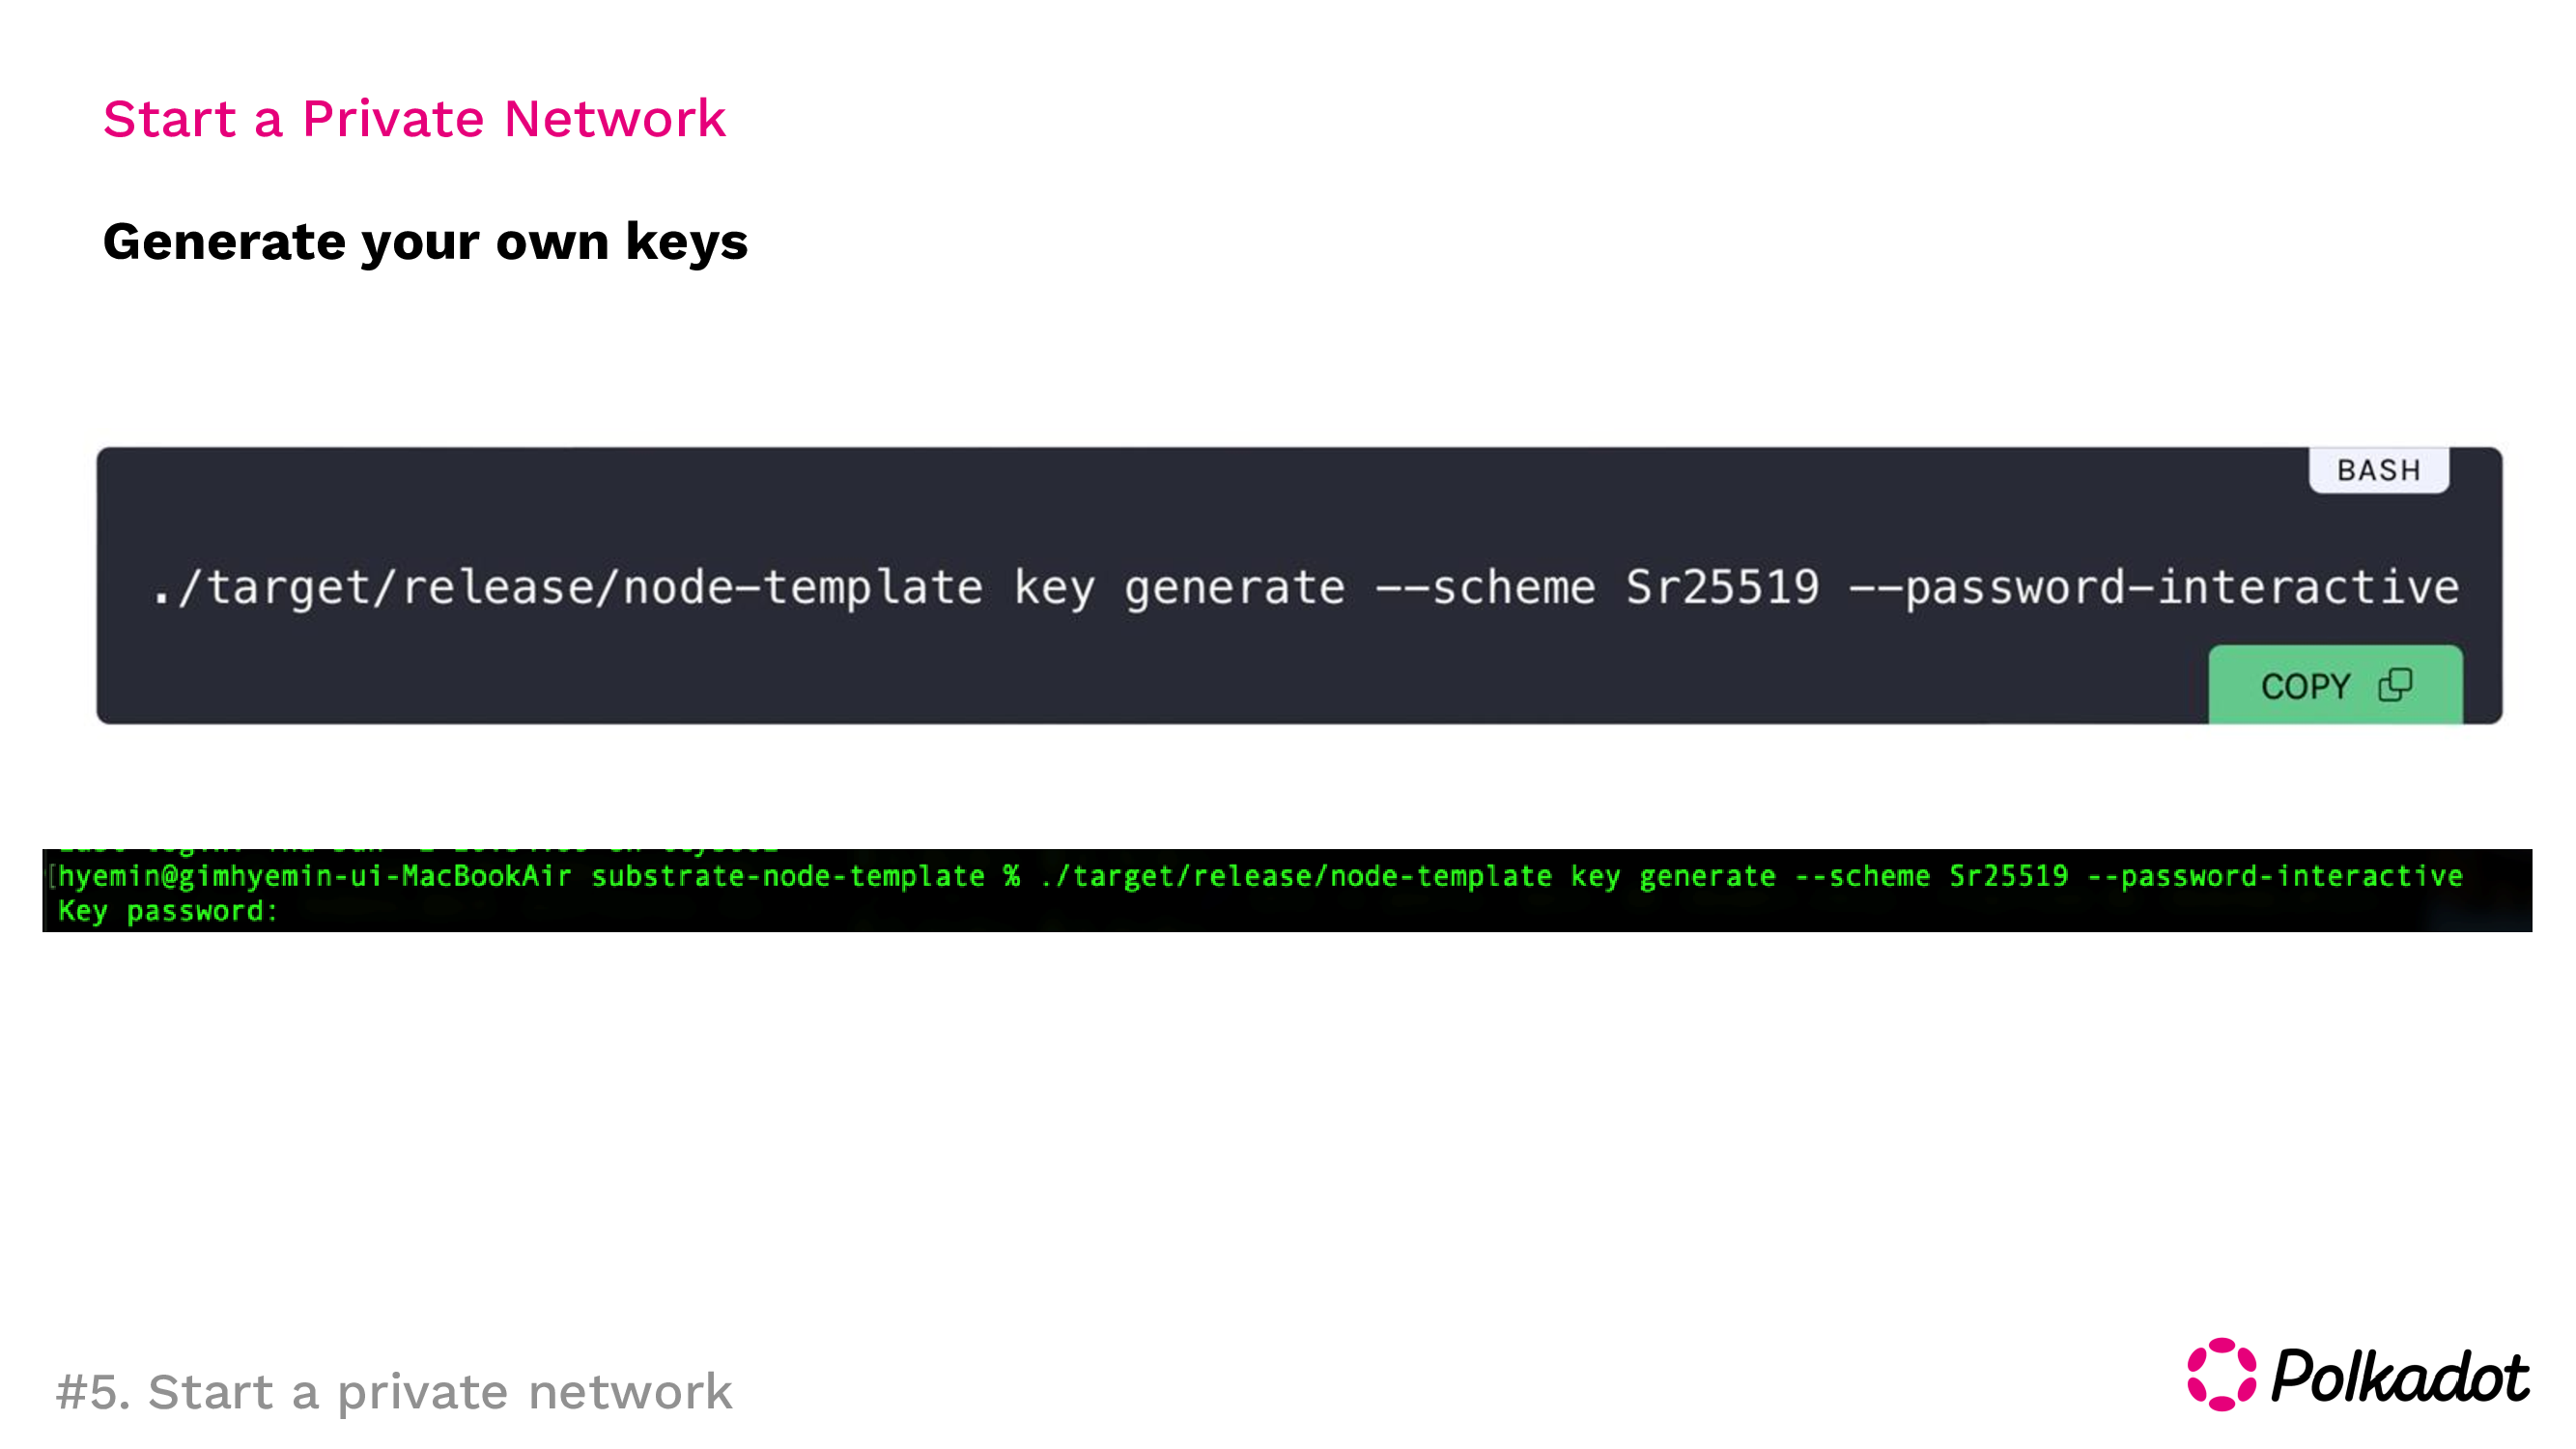 Start a Private Network
Generate your own keys
BASH
./target/release/node-template key generate --scheme Sr25519 --password-interactive
COPY
[hyemin@gimhyemin-ui-MacBookAir substrate-node-template % ./target/release/node-template key generate --scheme Sr25519 --password-interactive
Key password:
#5. Start a private network
Polkadot